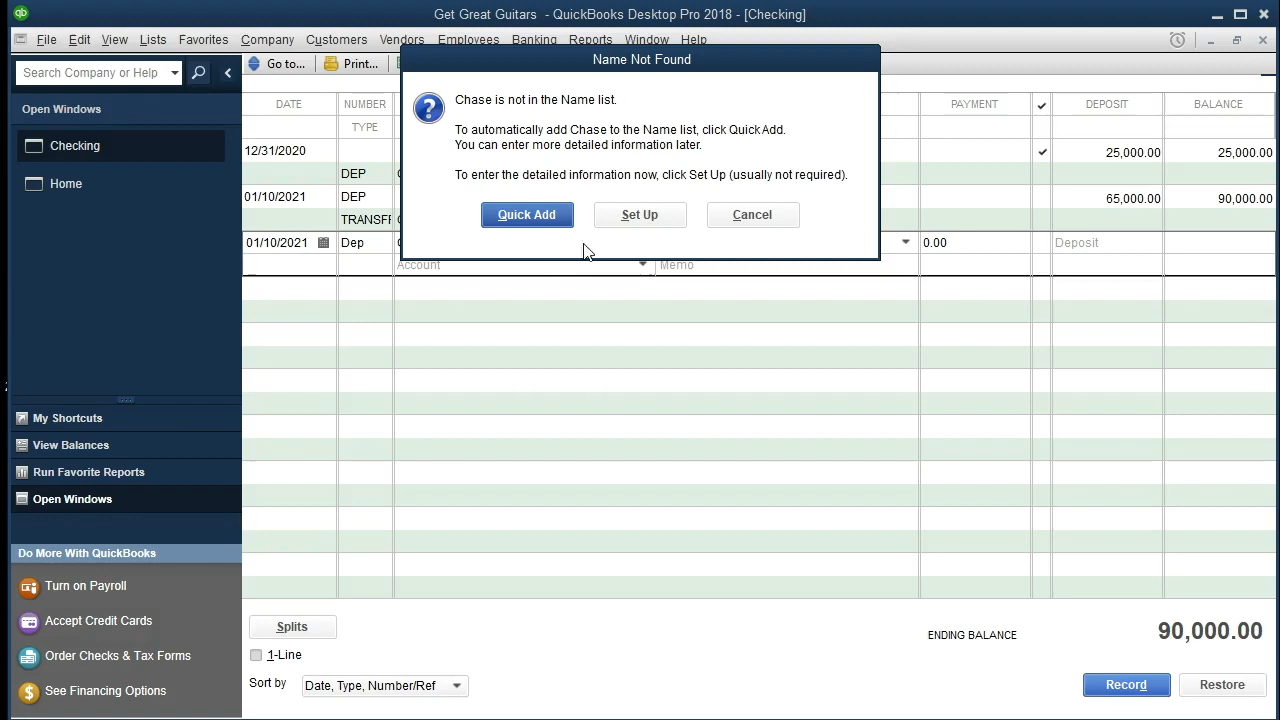 qb
Get Great Guitars - QuickBooks Desktop Pro 2018 - [Checking]
File Edit View Lists Favorites Company Customers Vendors Employees Banking Reports Window Help
Search Company or Help
Go to...
Print...
Name Not Found
Chase is not in the Name list.
To automatically add Chase to the Name list, click Quick Add.
You can enter more detailed information later.
To enter the detailed information now, click Set Up (usually not required).
Quick Add
Set Up
Cancel
Open Windows
Checking
Home
My Shortcuts
View Balances
Run Favorite Reports
Open Windows
Do More With QuickBooks
Turn on Payroll
Accept Credit Cards
Order Checks & Tax Forms
See Financing Options
DATE NUMBER PAYMENT ✓ DEPOSIT BALANCE
TYPE
12/31/2020 ✓ 25,000.00 25,000.00
DEP
01/10/2021 DEP 65,000.00 90,000.00
TRANSFR
01/10/2021 Dep 0.00 Deposit
Account Memo
Splits
1-Line
Sort by Date, Type, Number/Ref
ENDING BALANCE 90,000.00
Record
Restore